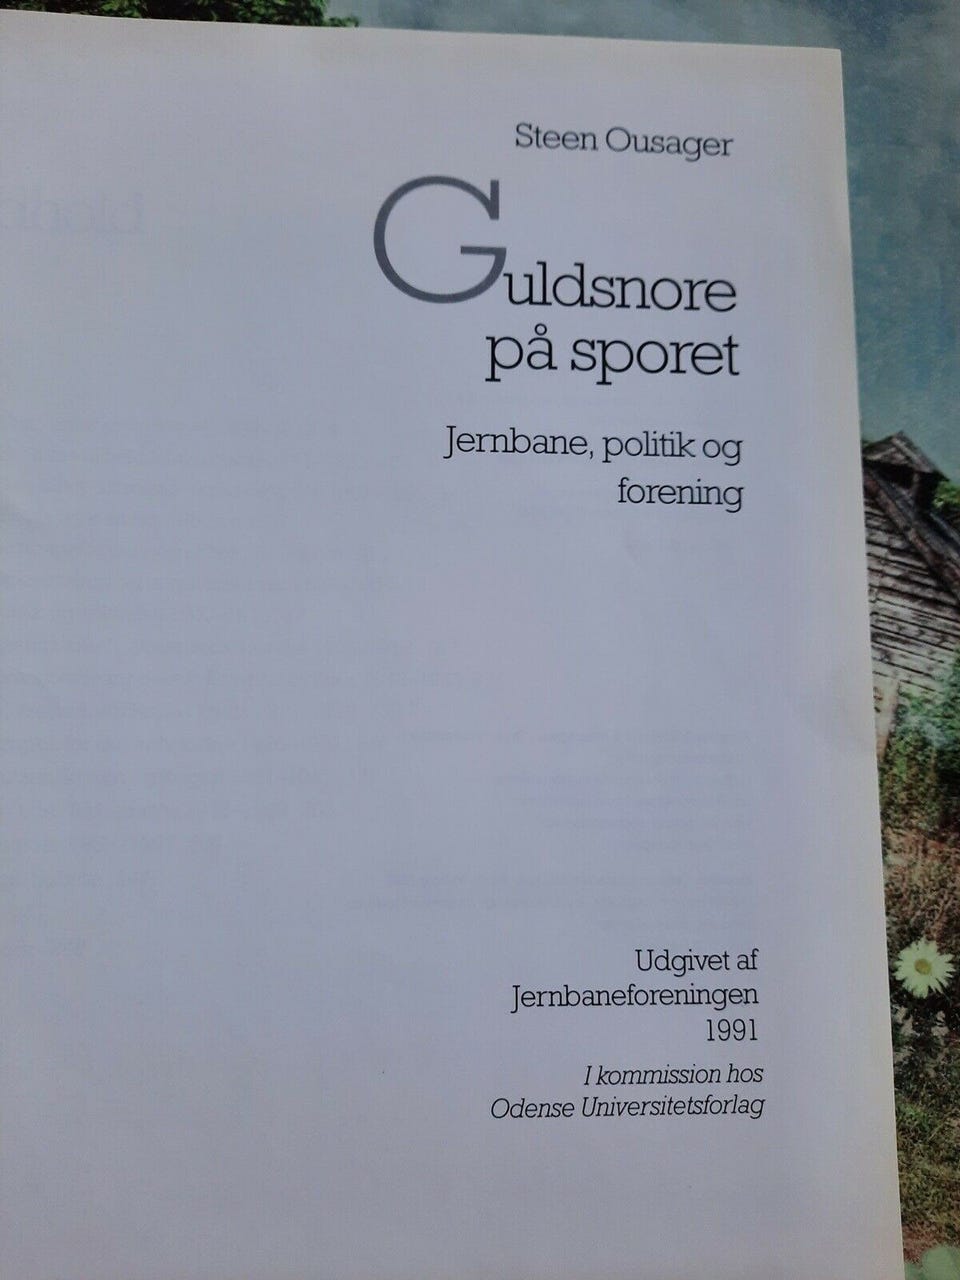 Steen Ousager
Guldsnore
på sporet
Jernbane, politik og
forening
Udgivet af
Jernbaneforeningen
1991
I kommission hos
Odense Universitetsforlag